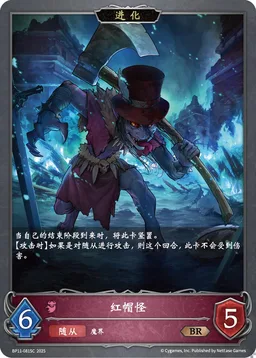 进化
当自己的结束阶段到来时,将此卡竖置。
【攻击时】如果是对随从进行攻击,则这个回合,此卡不会受到伤
害。
红帽怪
6
随从 魔界
BR
5
BP11-081SC 2025
© Cygames, Inc. Published by NetEase Games